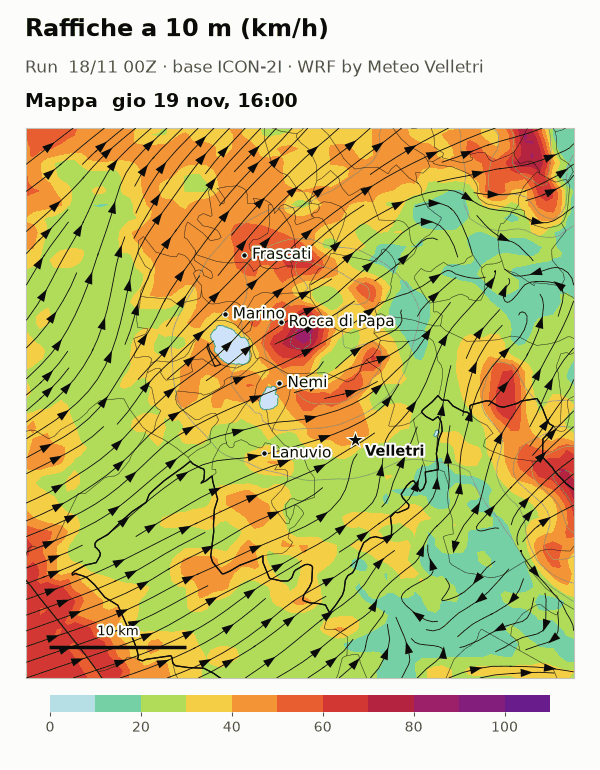 Raffiche a 10 m (km/h)
Run 18/11 00Z · base ICON-2I · WRF by Meteo Velletri
Mappa gio 19 nov, 16:00
Frascati
Marino
Rocca di Papa
Nemi
Velletri
Lanuvio
10 km
0 20 40 60 80 100